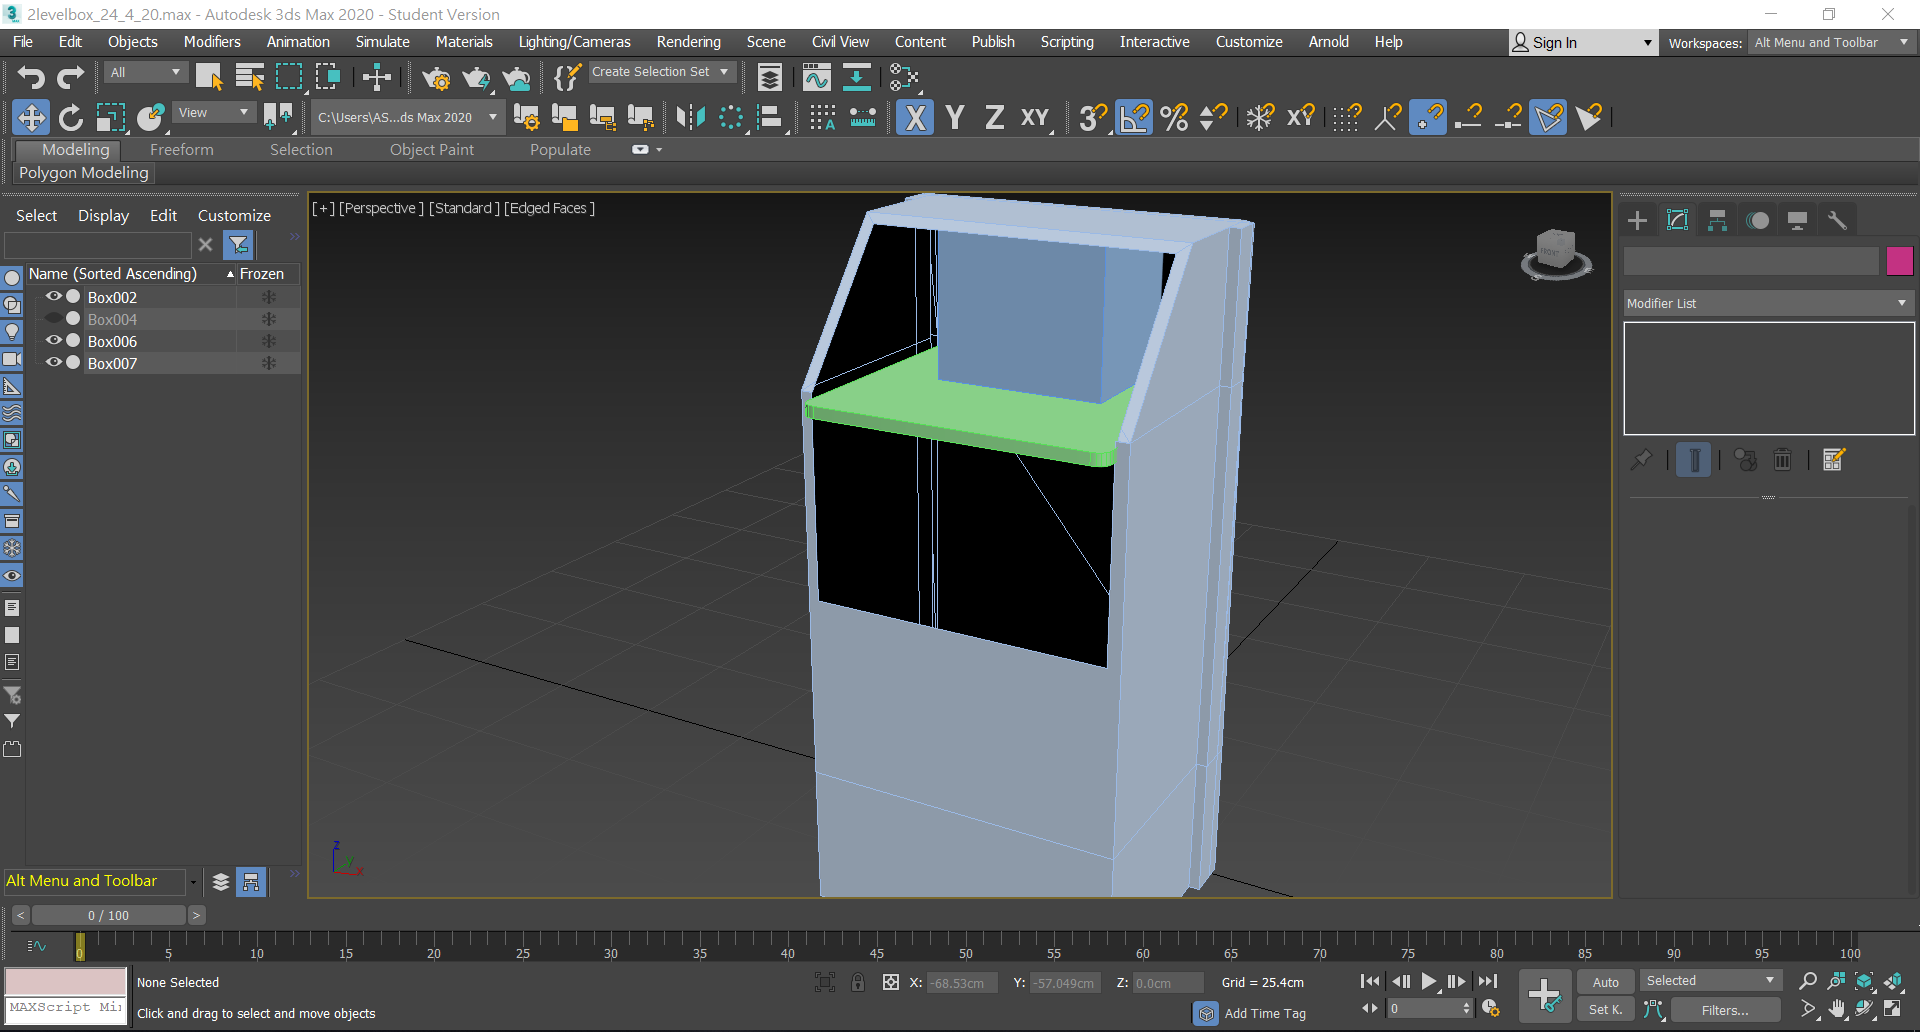 2levelbox_24_4_20.max - Autodesk 3ds Max 2020 - Student Version
File Edit Objects Modifiers Animation Simulate Materials Lighting/Cameras Rendering Scene Civil View Content Publish Scripting Interactive Customize Arnold Help
Sign In
Workspaces: Alt Menu and Toolbar
All
Create Selection Set
View
C:\Users\AS...ds Max 2020
X Y Z XY
3
Modeling Freeform Selection Object Paint Populate
Polygon Modeling
Select Display Edit Customize
Name (Sorted Ascending) Frozen
Box002
Box004
Box006
Box007
[+] [Perspective ] [Standard ] [Edged Faces ]
FRONT
z
y
x
Modifier List
Alt Menu and Toolbar
< 0 / 100 >
0 5 10 15 20 25 30 35 40 45 50 55 60 65 70 75 80 85 90 95 100
None Selected
X: -68.53cm Y: -57.049cm Z: 0.0cm Grid = 25.4cm
Auto Selected
MAXScript Mi
Click and drag to select and move objects
Add Time Tag
0
Set K. Filters...